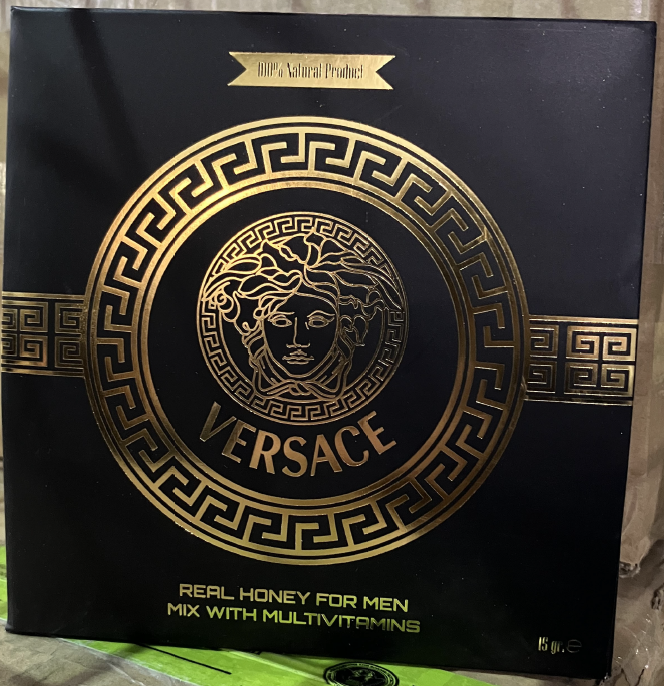 100% Natural Product
VERSACE
REAL HONEY FOR MEN
MIX WITH MULTIVITAMINS
15 gr. ℮